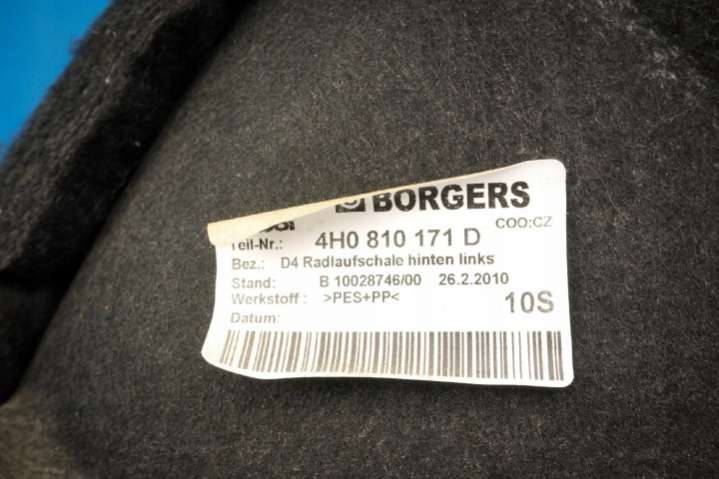 BORGERS
COO:CZ
Teil-Nr.: 4H0 810 171 D
Bez.: D4 Radlaufschale hinten links
Stand: B 10028746/00 26.2.2010
Werkstoff : >PES+PP<
10S
Datum: